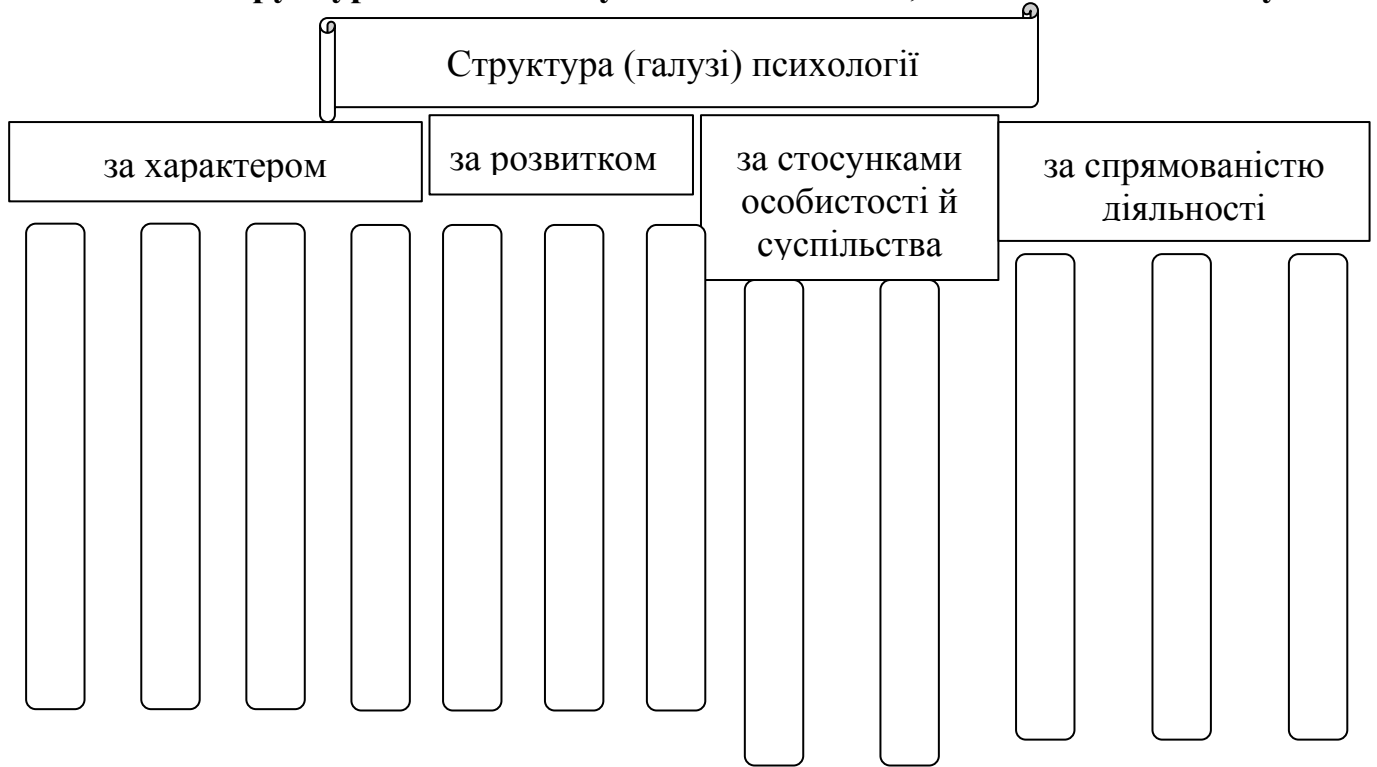 Структура (галузі) психології
за характером
за розвитком
за стосунками
особистості й
суспільства
за спрямованістю
діяльності